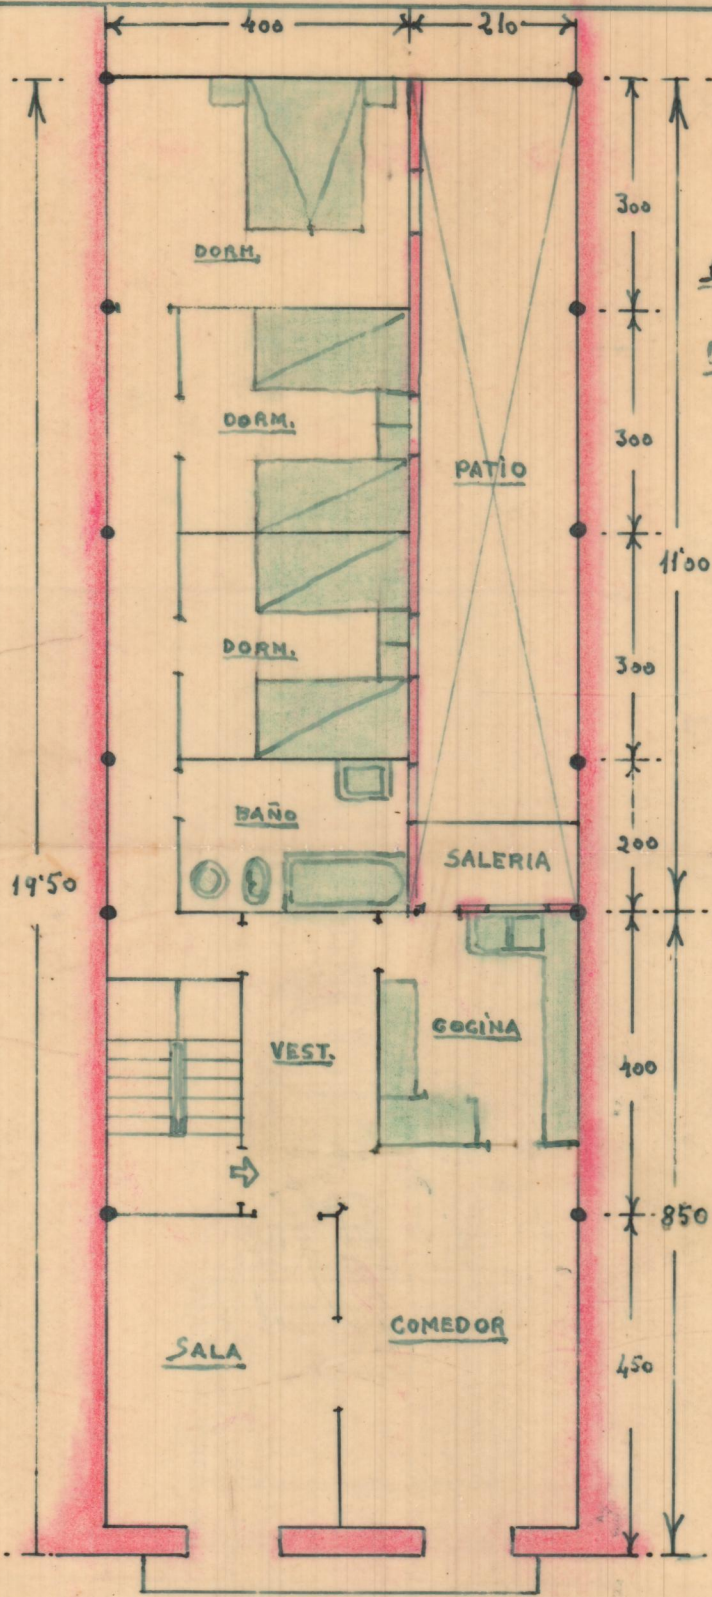 400
210
300
DORM.
DORM.
300
PATIO
11'00
DORM.
300
BAÑO
200
SALERIA
19'50
COCINA
VEST.
400
850
COMEDOR
SALA
450